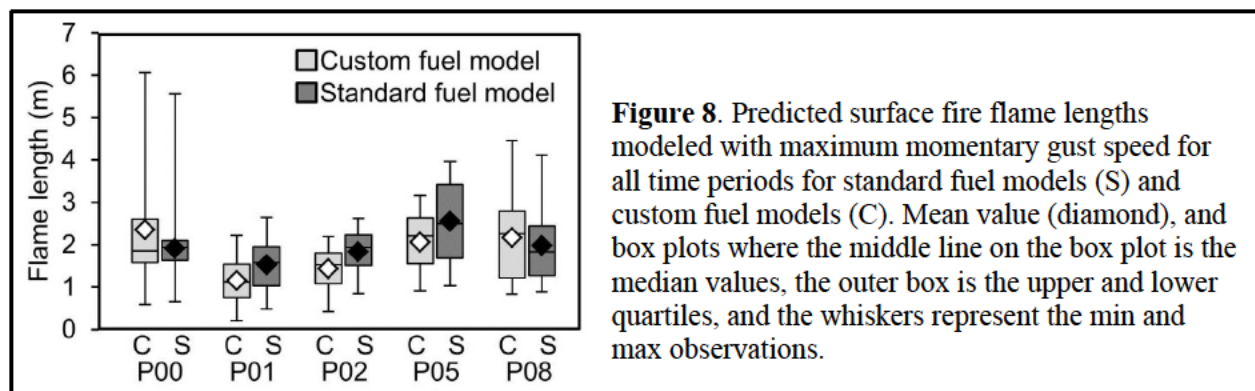 7
6
5
4
3
2
1
0
Flame length (m)
Custom fuel model
Standard fuel model
C S C S C S C S C S
P00 P01 P02 P05 P08
Figure 8. Predicted surface fire flame lengths
modeled with maximum momentary gust speed for
all time periods for standard fuel models (S) and
custom fuel models (C). Mean value (diamond), and
box plots where the middle line on the box plot is the
median values, the outer box is the upper and lower
quartiles, and the whiskers represent the min and
max observations.